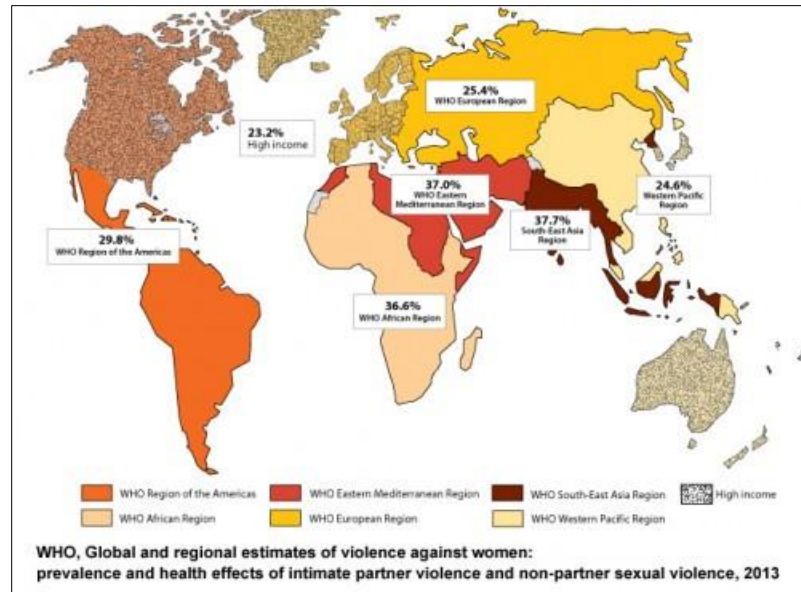 25.4%
WHO European Region
23.2%
High income
37.0%
WHO Eastern
Mediterranean Region
24.6%
Western Pacific
Region
37.7%
South-East Asia
Region
29.8%
WHO Region of the Americas
36.6%
WHO African Region
WHO Region of the Americas
WHO Eastern Mediterranean Region
WHO South-East Asia Region
High income
WHO African Region
WHO European Region
WHO Western Pacific Region
WHO, Global and regional estimates of violence against women:
prevalence and health effects of intimate partner violence and non-partner sexual violence, 2013